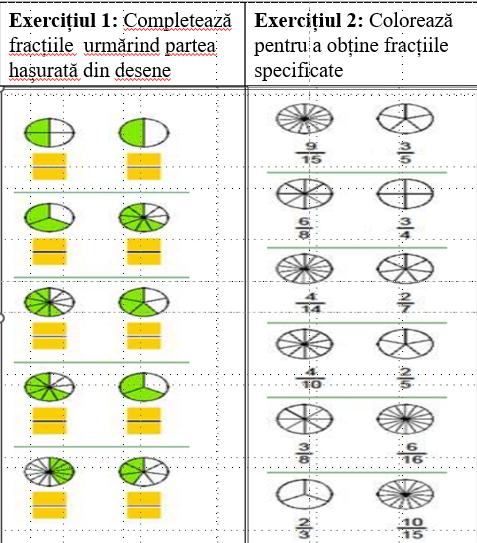 Exercițiul 1: Completează
fracțiile urmărind partea
hașurată din desene
Exercițiul 2: Colorează
pentru a obține fracțiile
specificate
9/15 3/5
6/8 3/4
4/14 2/7
4/10 2/5
3/8 6/16
2/3 10/15